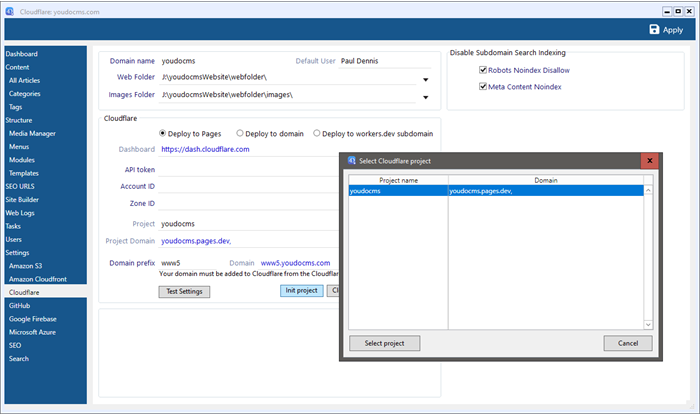 Cloudflare: youdocms.com
Apply
Dashboard
Content
All Articles
Categories
Tags
Structure
Media Manager
Menus
Modules
Templates
SEO URLS
Site Builder
Web Logs
Tasks
Users
Settings
Amazon S3
Amazon Cloudfront
Cloudflare
GitHub
Google Firebase
Microsoft Azure
SEO
Search
Domain name youdocms Default User Paul Dennis
Web Folder J:\youdocmsWebsite\webfolder\
Images Folder J:\youdocmsWebsite\webfolder\images\
Disable Subdomain Search Indexing
Robots Noindex Disallow
Meta Content Noindex
Cloudflare
Deploy to Pages Deploy to domain Deploy to workers.dev subdomain
Dashboard https://dash.cloudflare.com
API token
Account ID
Zone ID
Project youdocms
Project Domain youdocms.pages.dev,
Domain prefix www5 Domain www5.youdocms.com
Your domain must be added to Cloudflare from the Cloudflar
Test Settings Init project Cl
Select Cloudflare project
Project name Domain
youdocms youdocms.pages.dev,
Select project Cancel